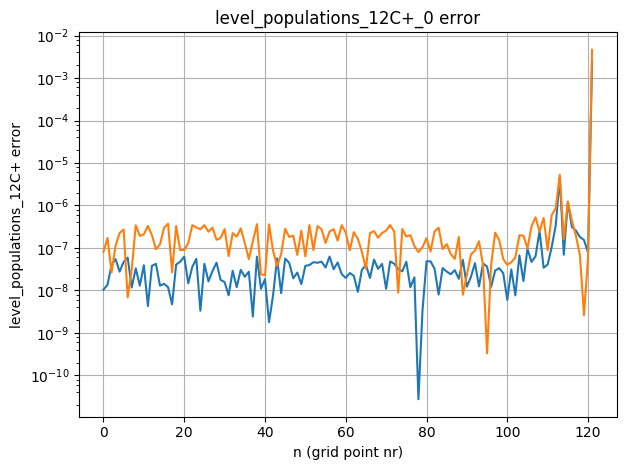 level_populations_12C+_0 error
level_populations_12C+ error
10⁻²
10⁻³
10⁻⁴
10⁻⁵
10⁻⁶
10⁻⁷
10⁻⁸
10⁻⁹
10⁻¹⁰
0 20 40 60 80 100 120
n (grid point nr)